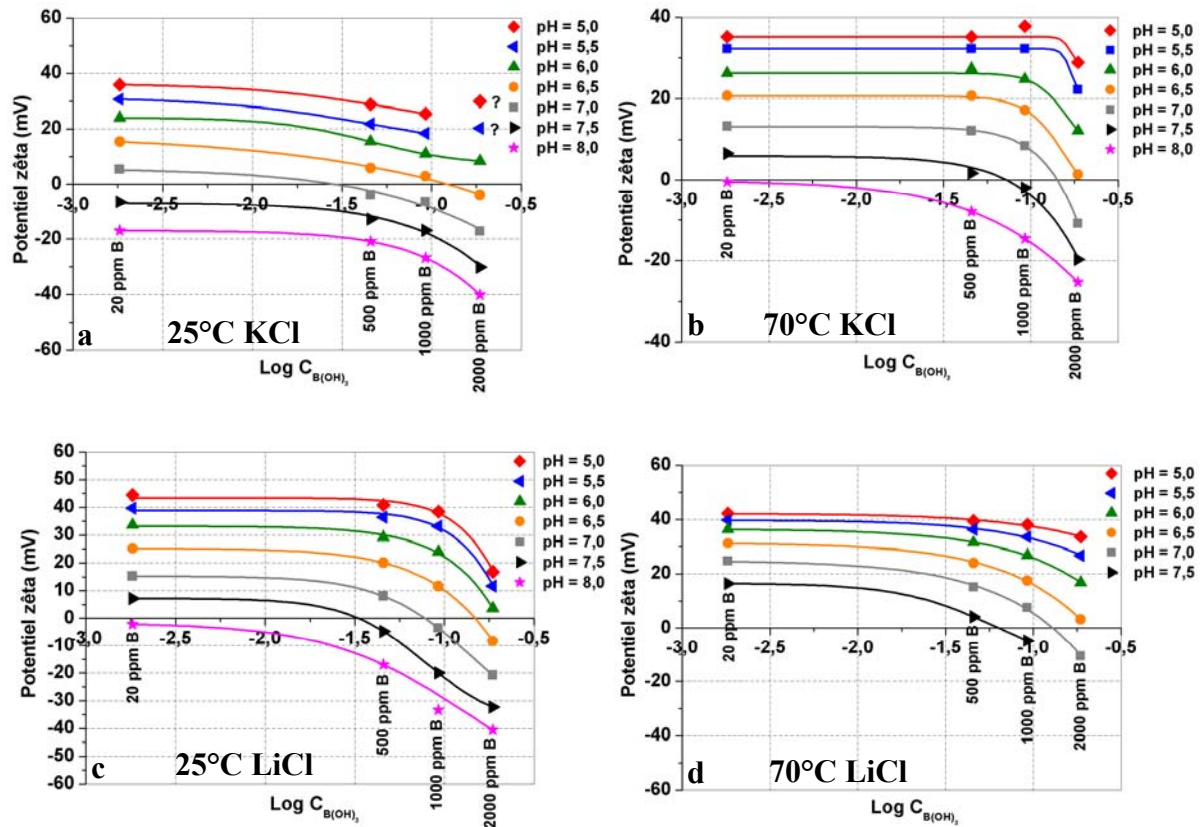 60
40
20
0
-20
-40
-60
-3,0
-2,5
-2,0
-1,5
-1,0
-0,5
Potentiel zêta (mV)
Log C B(OH)3
20 ppm B
500 ppm B
1000 ppm B
2000 ppm B
pH = 5,0
pH = 5,5
pH = 6,0
pH = 6,5
pH = 7,0
pH = 7,5
pH = 8,0
?
?
a
25°C KCl
40
20
0
-20
-40
-3,0
-2,5
-2,0
-1,5
-1,0
-0,5
Potentiel zêta (mV)
Log C B(OH)3
20 ppm B
500 ppm B
1000 ppm B
2000 ppm B
pH = 5,0
pH = 5,5
pH = 6,0
pH = 6,5
pH = 7,0
pH = 7,5
pH = 8,0
b
70°C KCl
60
50
40
30
20
10
0
-10
-20
-30
-40
-50
-60
-3,0
-2,5
-2,0
-1,5
-1,0
-0,5
Potentiel zêta (mV)
Log C B(OH)3
20 ppm B
500 ppm B
1000 ppm B
2000 ppm B
pH = 5,0
pH = 5,5
pH = 6,0
pH = 6,5
pH = 7,0
pH = 7,5
pH = 8,0
c
25°C LiCl
60
40
20
0
-20
-40
-60
-3,0
-2,5
-2,0
-1,5
-1,0
-0,5
Potentiel zêta (mV)
Log C B(OH)3
20 ppm B
500 ppm B
1000 ppm B
2000 ppm B
pH = 5,0
pH = 5,5
pH = 6,0
pH = 6,5
pH = 7,0
pH = 7,5
d
70°C LiCl